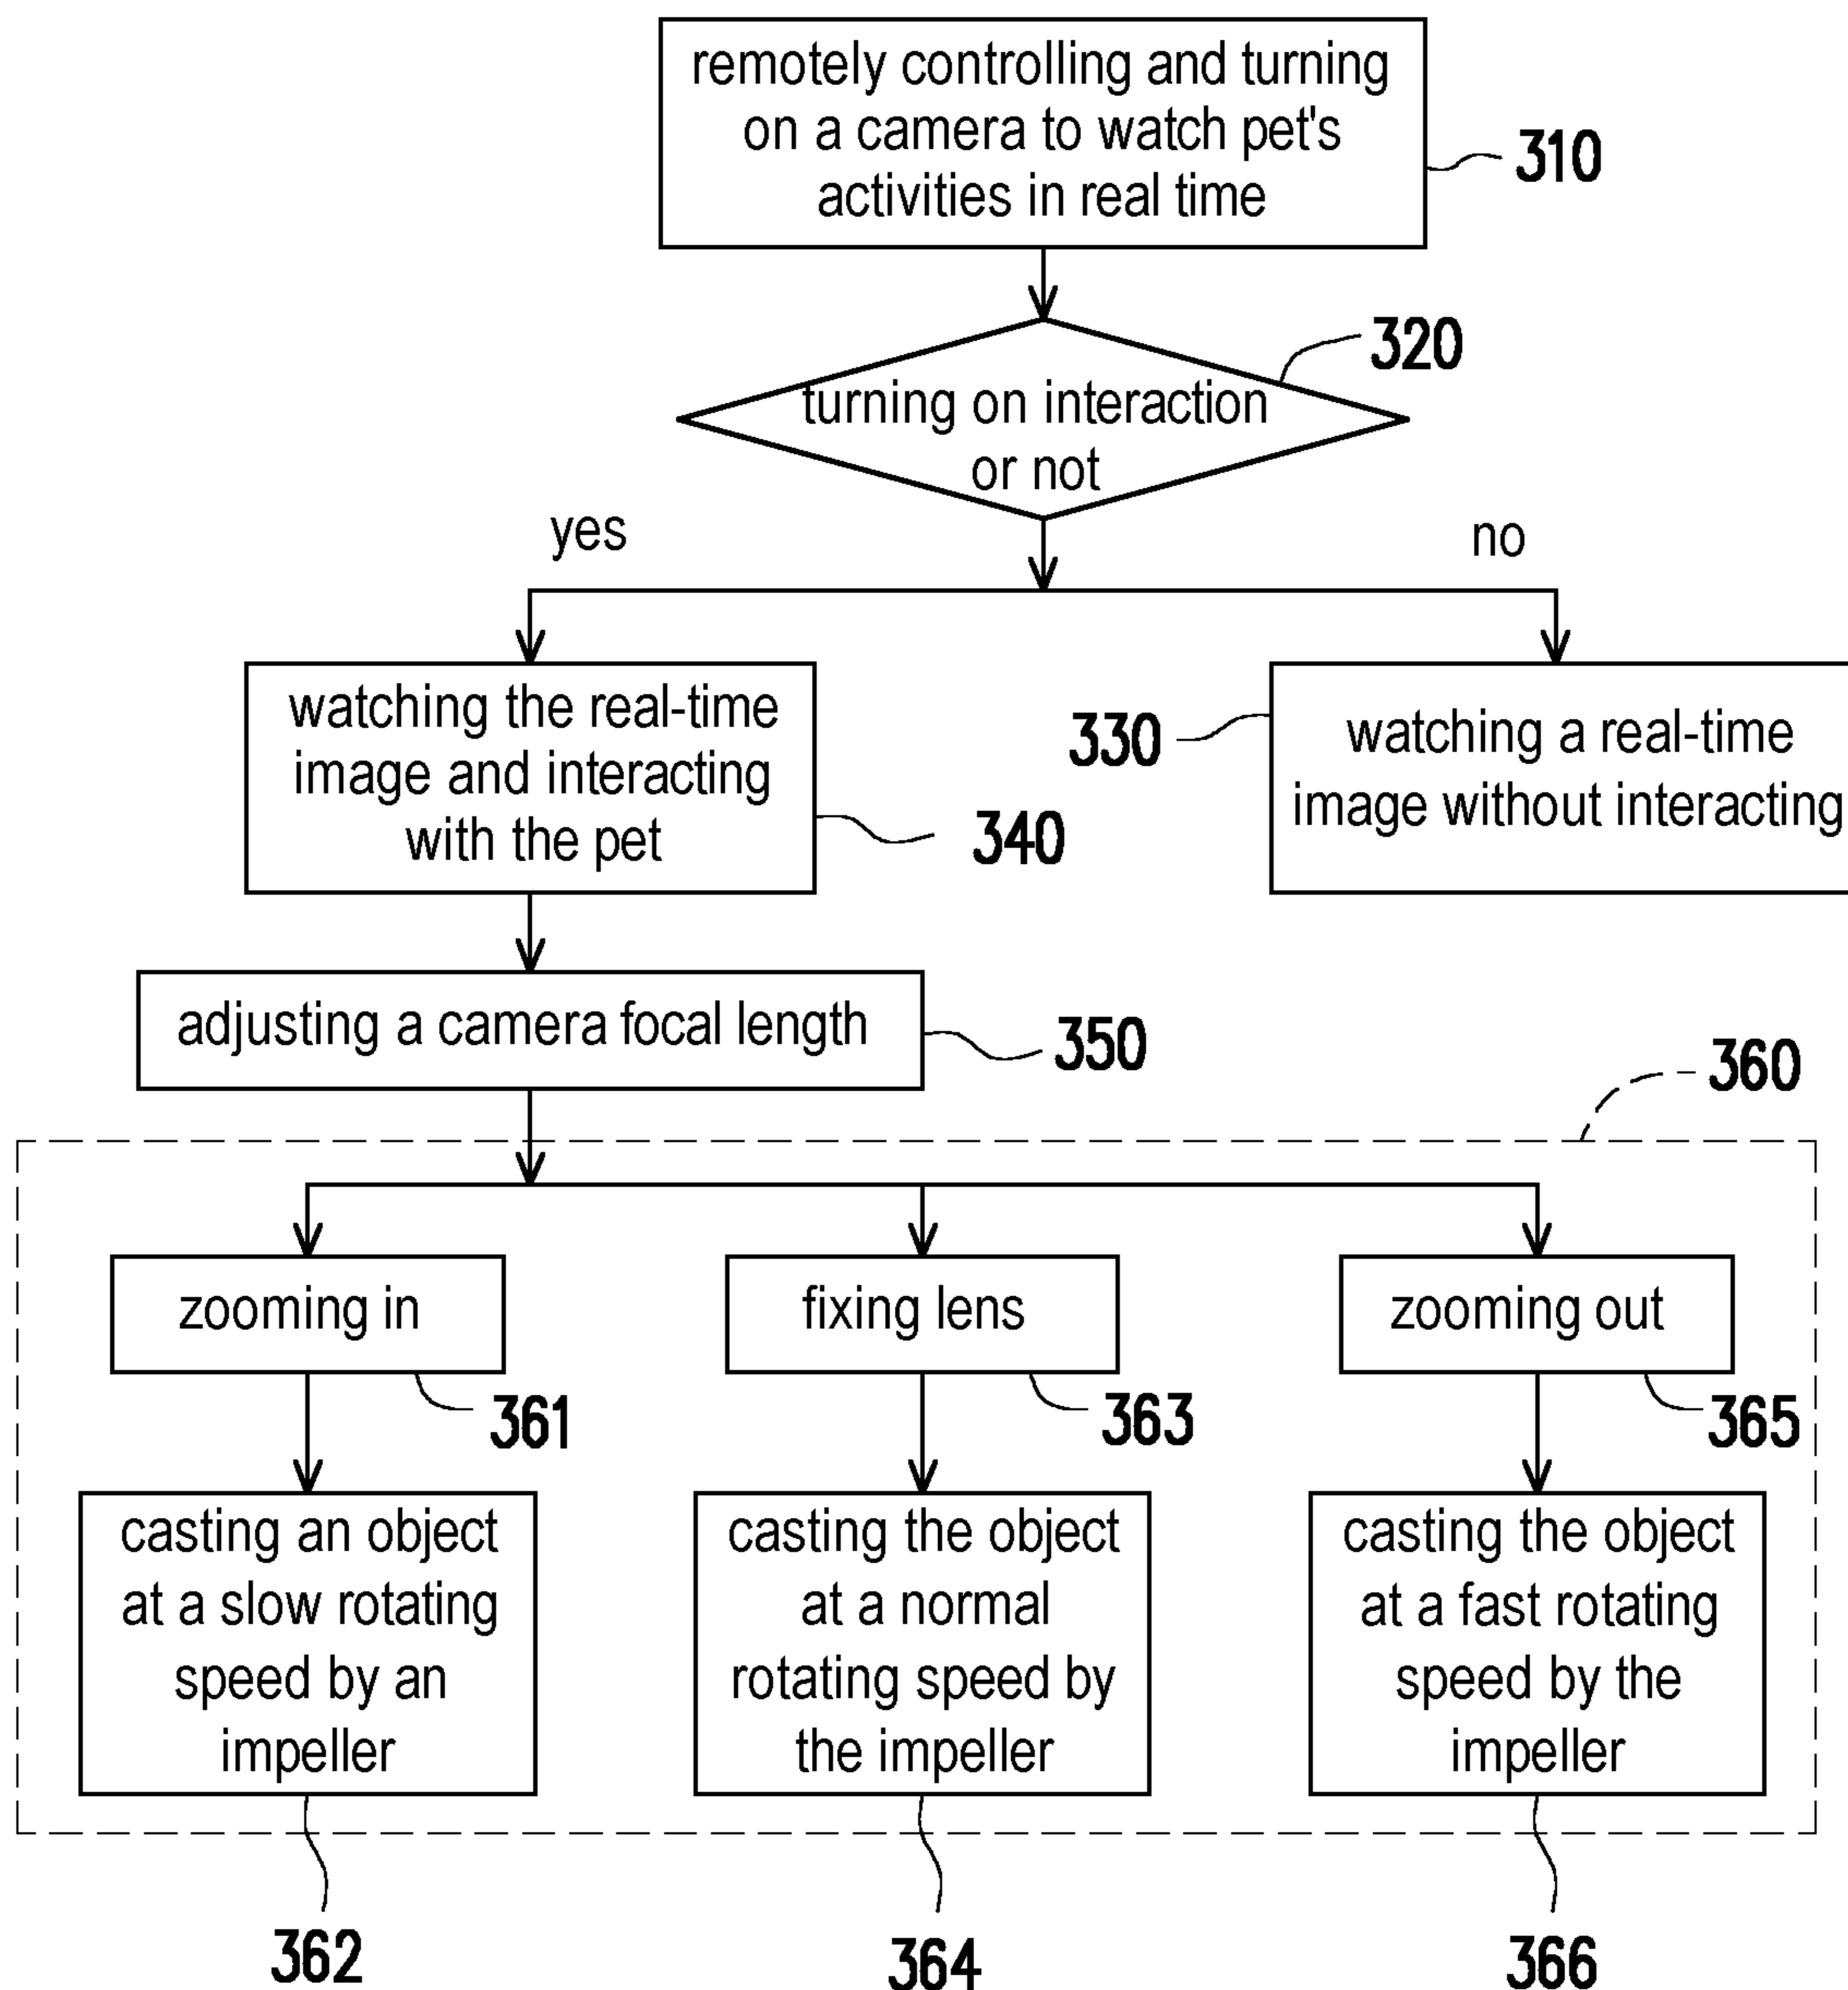 remotely controlling and turning
on a camera to watch pet's
activities in real time
310
320
turning on interaction
or not
yes
no
watching the real-time
image and interacting
with the pet
340
330
watching a real-time
image without interacting
adjusting a camera focal length
350
360
zooming in
361
fixing lens
363
zooming out
365
casting an object
at a slow rotating
speed by an
impeller
362
casting the object
at a normal
rotating speed by
the impeller
364
casting the object
at a fast rotating
speed by the
impeller
366